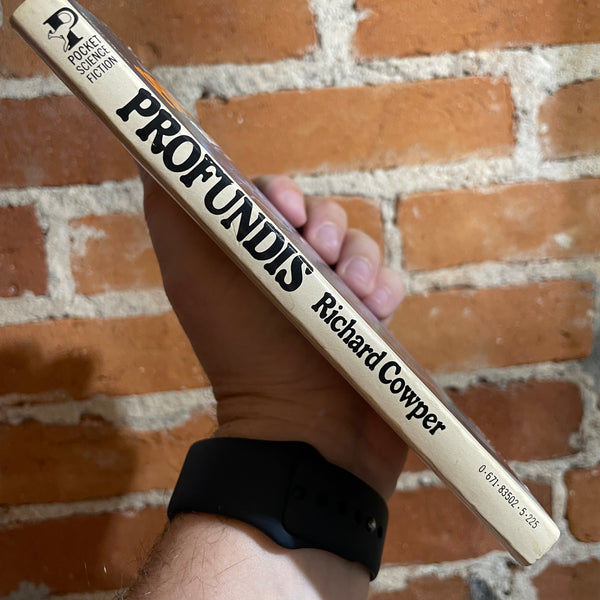 POCKET
SCIENCE
FICTION
PROFUNDIS
Richard Cowper
0-671-83502-5-225